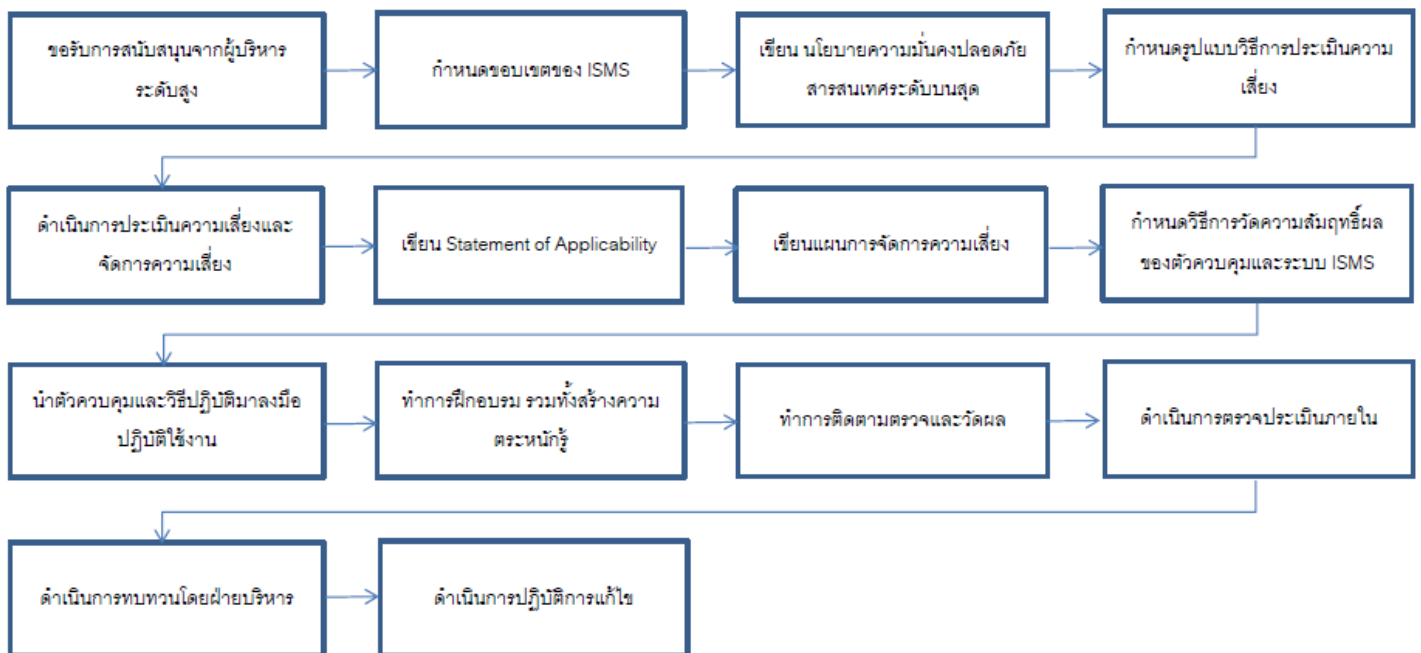 ขอรับการสนับสนุนจากผู้บริหาร
ระดับสูง
กำหนดขอบเขตของ ISMS
เขียน นโยบายความมั่นคงปลอดภัย
สารสนเทศระดับบนสุด
กำหนดรูปแบบวิธีการประเมินความ
เสี่ยง
ดำเนินการประเมินความเสี่ยงและ
จัดการความเสี่ยง
เขียน Statement of Applicability
เขียนแผนการจัดการความเสี่ยง
กำหนดวิธีการวัดความสัมฤทธิ์ผล
ของตัวควบคุมและระบบ ISMS
นำตัวควบคุมและวิธีปฏิบัติมาลงมือ
ปฏิบัติใช้งาน
ทำการฝึกอบรม รวมทั้งสร้างความ
ตระหนักรู้
ทำการติดตามตรวจและวัดผล
ดำเนินการตรวจประเมินภายใน
ดำเนินการทบทวนโดยฝ่ายบริหาร
ดำเนินการปฏิบัติการแก้ไข